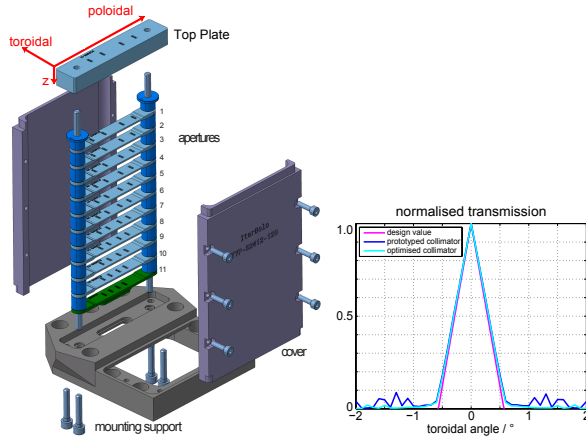 poloidal
toroidal
z
Top Plate
1
2
3
4
5
6
7
8
9
10
11
apertures
IterBolo
cover
mounting support
normalised transmission
design value
prototyped collimator
optimised collimator
1.0
0.5
0
−2
−1
0
1
2
toroidal angle / °